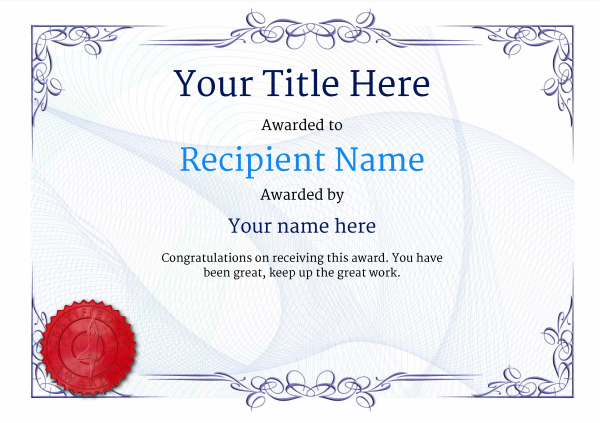 Your Title Here
Awarded to
Recipient Name
Awarded by
Your name here
Congratulations on receiving this award. You have
been great, keep up the great work.